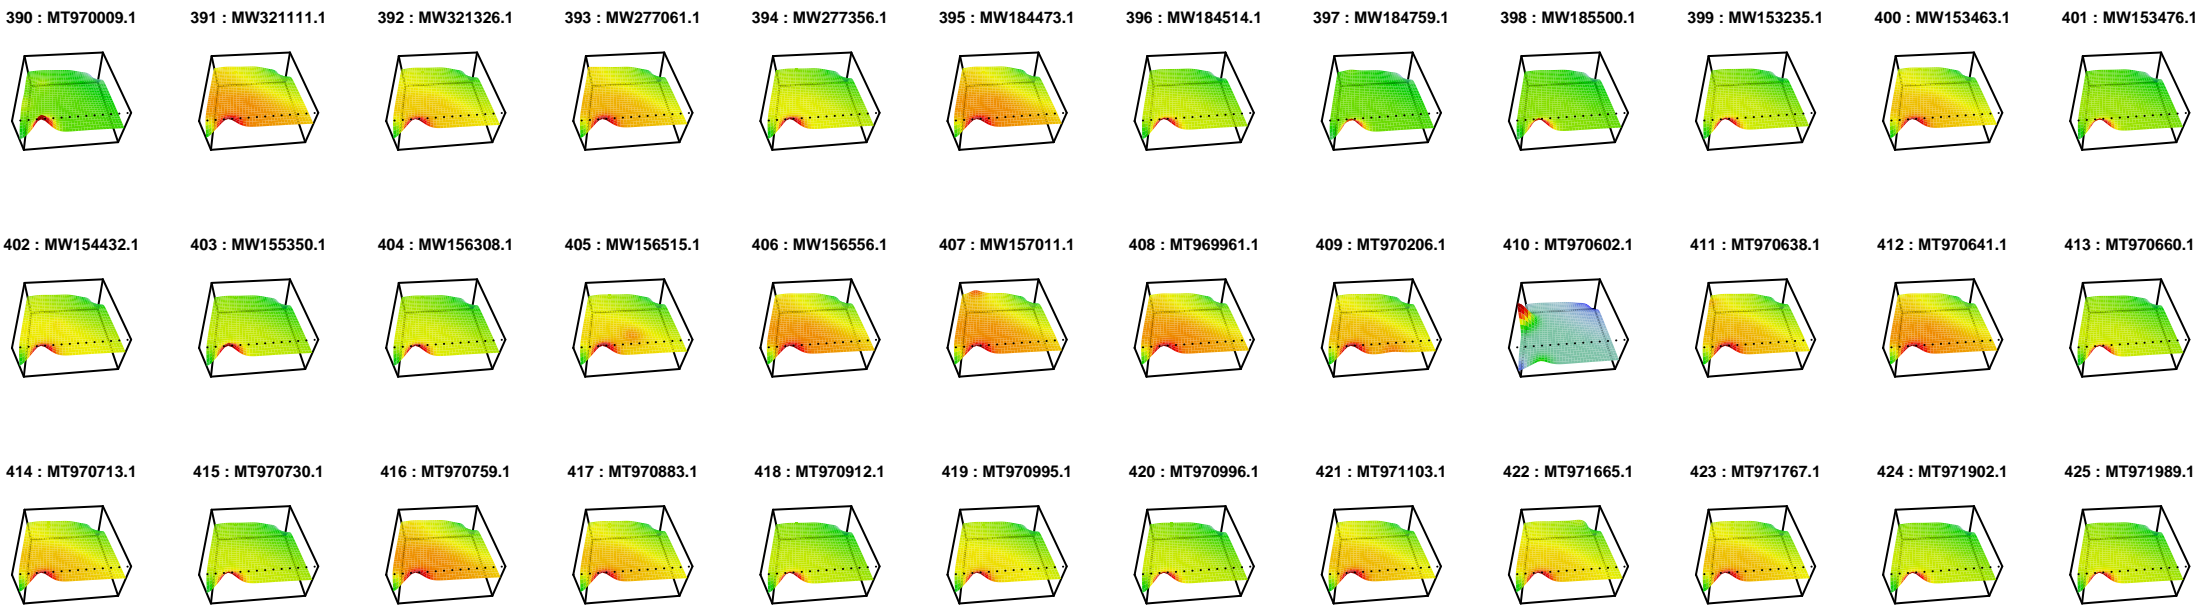 390 : MT970009.1 391 : MW321111.1 392 : MW321326.1 393 : MW277061.1 394 : MW277356.1 395 : MW184473.1 396 : MW184514.1 397 : MW184759.1 398 : MW185500.1 399 : MW153235.1 400 : MW153463.1 401 : MW153476.1
402 : MW154432.1 403 : MW155350.1 404 : MW156308.1 405 : MW156515.1 406 : MW156556.1 407 : MW157011.1 408 : MT969961.1 409 : MT970206.1 410 : MT970602.1 411 : MT970638.1 412 : MT970641.1 413 : MT970660.1
414 : MT970713.1 415 : MT970730.1 416 : MT970759.1 417 : MT970883.1 418 : MT970912.1 419 : MT970995.1 420 : MT970996.1 421 : MT971103.1 422 : MT971665.1 423 : MT971767.1 424 : MT971902.1 425 : MT971989.1